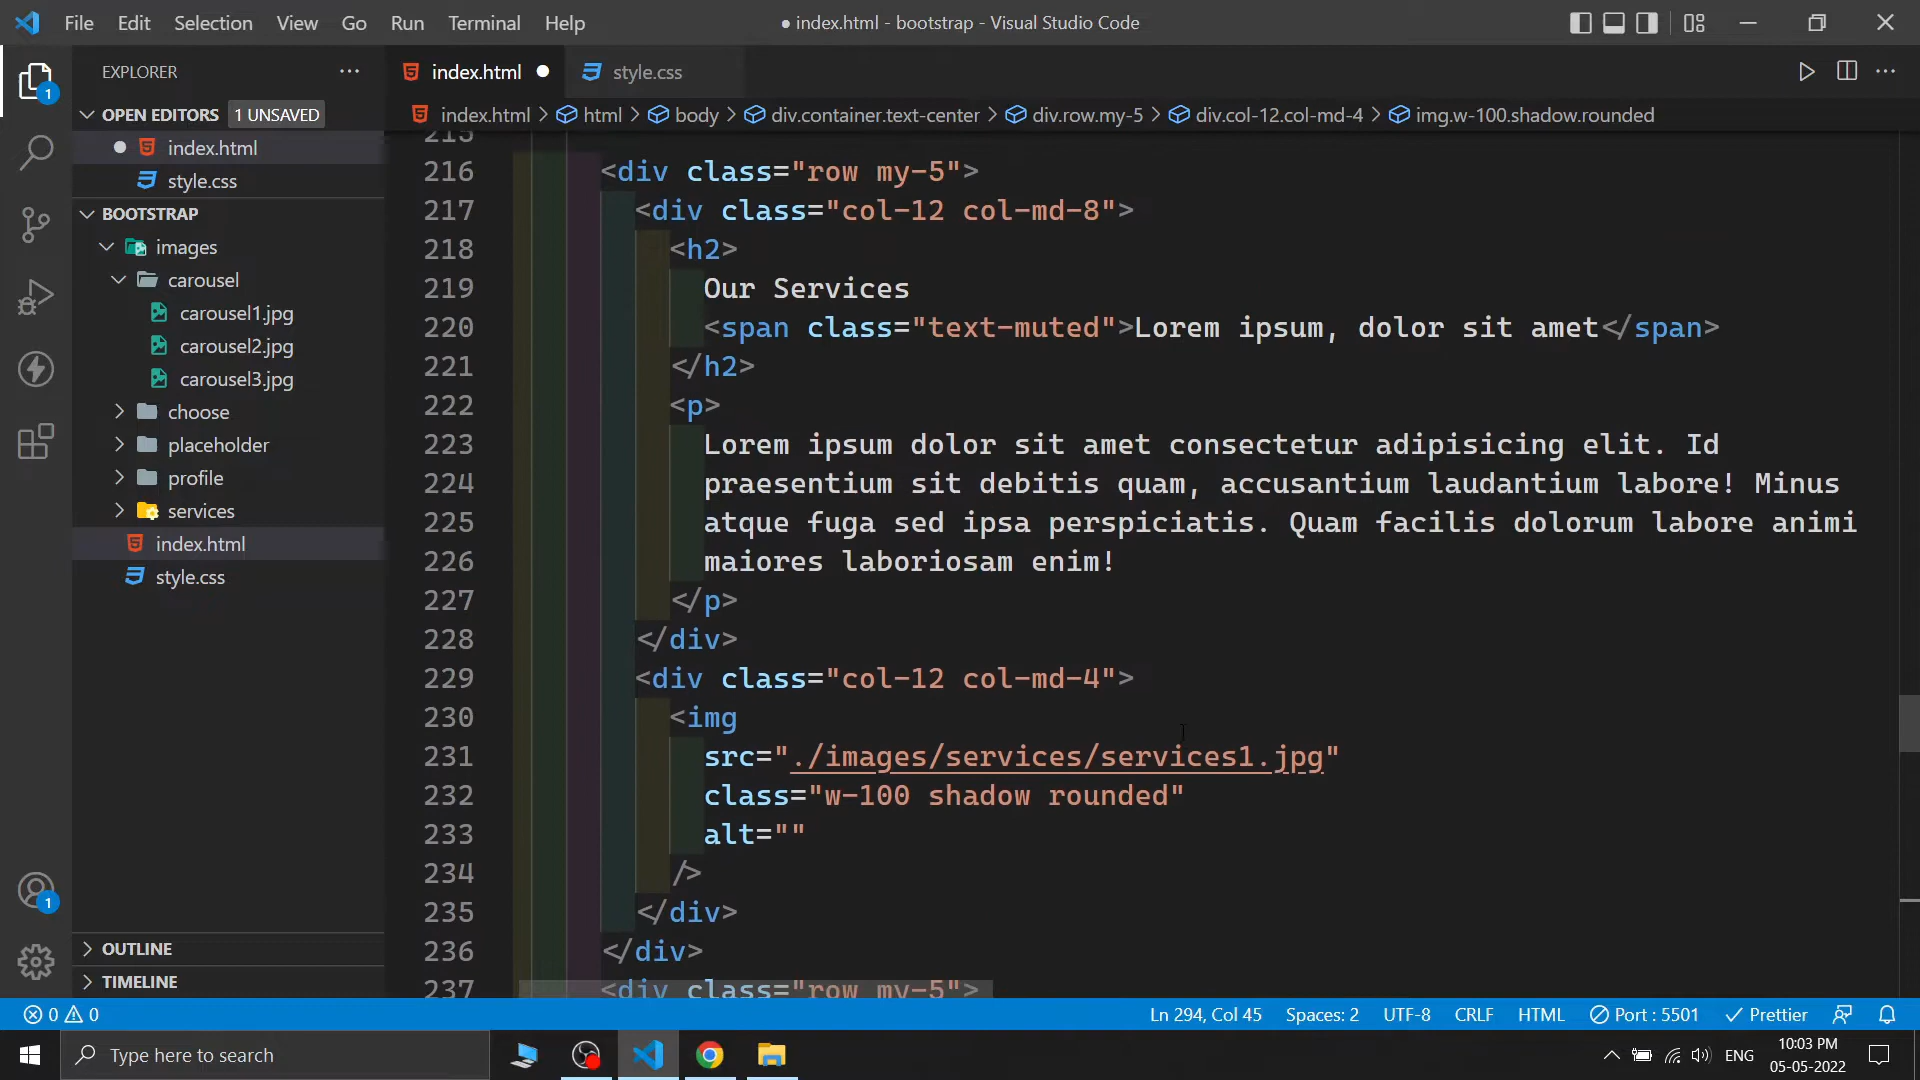 File Edit Selection View Go Run Terminal Help
● index.html - bootstrap - Visual Studio Code
EXPLORER
index.html
style.css
OPEN EDITORS 1 UNSAVED
index.html
style.css
BOOTSTRAP
images
carousel
carousel1.jpg
carousel2.jpg
carousel3.jpg
choose
placeholder
profile
services
index.html
style.css
OUTLINE
TIMELINE
1
1
index.html > html > body > div.container.text-center > div.row.my-5 > div.col-12.col-md-4 > img.w-100.shadow.rounded
215
216 <div class="row my-5">
217 <div class="col-12 col-md-8">
218 <h2>
219 Our Services
220 <span class="text-muted">Lorem ipsum, dolor sit amet</span>
221 </h2>
222 <p>
223 Lorem ipsum dolor sit amet consectetur adipisicing elit. Id
224 praesentium sit debitis quam, accusantium laudantium labore! Minus
225 atque fuga sed ipsa perspiciatis. Quam facilis dolorum labore animi
226 maiores laboriosam enim!
227 </p>
228 </div>
229 <div class="col-12 col-md-4">
230 <img
231 src="./images/services/services1.jpg"
232 class="w-100 shadow rounded"
233 alt=""
234 />
235 </div>
236 </div>
237 <div class="row my-5">
0 0
Ln 294, Col 45 Spaces: 2 UTF-8 CRLF HTML Port : 5501 Prettier
Type here to search
ENG
10:03 PM
05-05-2022